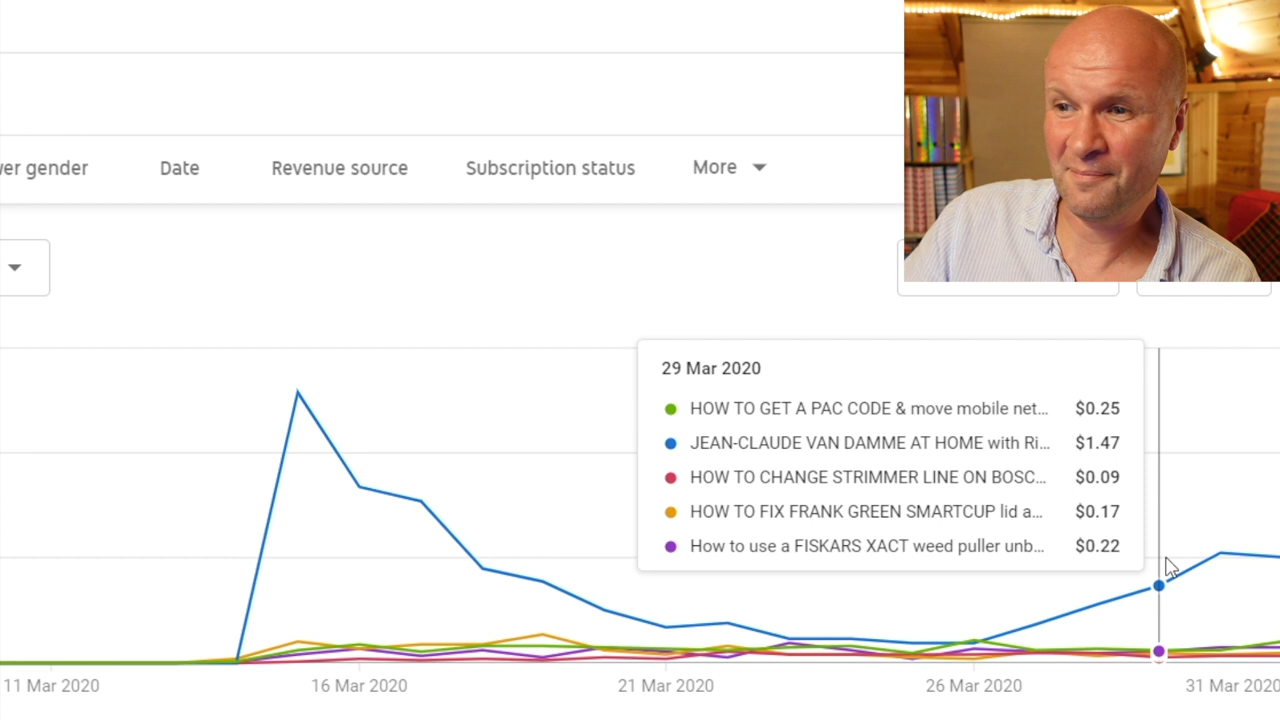 ver gender Date Revenue source Subscription status More
29 Mar 2020
HOW TO GET A PAC CODE & move mobile net... $0.25
JEAN-CLAUDE VAN DAMME AT HOME with Ri... $1.47
HOW TO CHANGE STRIMMER LINE ON BOSC... $0.09
HOW TO FIX FRANK GREEN SMARTCUP lid a... $0.17
How to use a FISKARS XACT weed puller unb... $0.22
11 Mar 2020 16 Mar 2020 21 Mar 2020 26 Mar 2020 31 Mar 2020